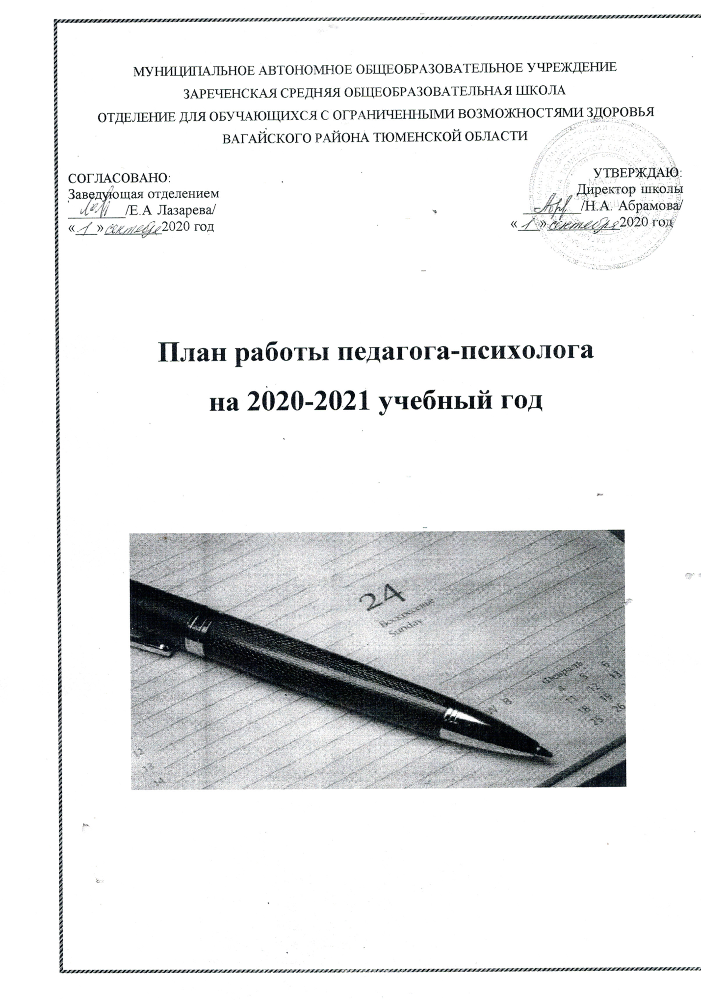 МУНИЦИПАЛЬНОЕ АВТОНОМНОЕ ОБЩЕОБРАЗОВАТЕЛЬНОЕ УЧРЕЖДЕНИЕ
ЗАРЕЧЕНСКАЯ СРЕДНЯЯ ОБЩЕОБРАЗОВАТЕЛЬНАЯ ШКОЛА
ОТДЕЛЕНИЕ ДЛЯ ОБУЧАЮЩИХСЯ С ОГРАНИЧЕННЫМИ ВОЗМОЖНОСТЯМИ ЗДОРОВЬЯ
ВАГАЙСКОГО РАЙОНА ТЮМЕНСКОЙ ОБЛАСТИ
СОГЛАСОВАНО:
Заведующая отделением
/Е.А Лазарева/
«1» сентября 2020 год
УТВЕРЖДАЮ:
Директор школы
/Н.А. Абрамова/
«1» сентября 2020 год
План работы педагога-психолога
на 2020-2021 учебный год
24
Воскресенье
Sunday
Февраль
6
4 5
W 8
11 12 13
18 19
25 26
12
13
14